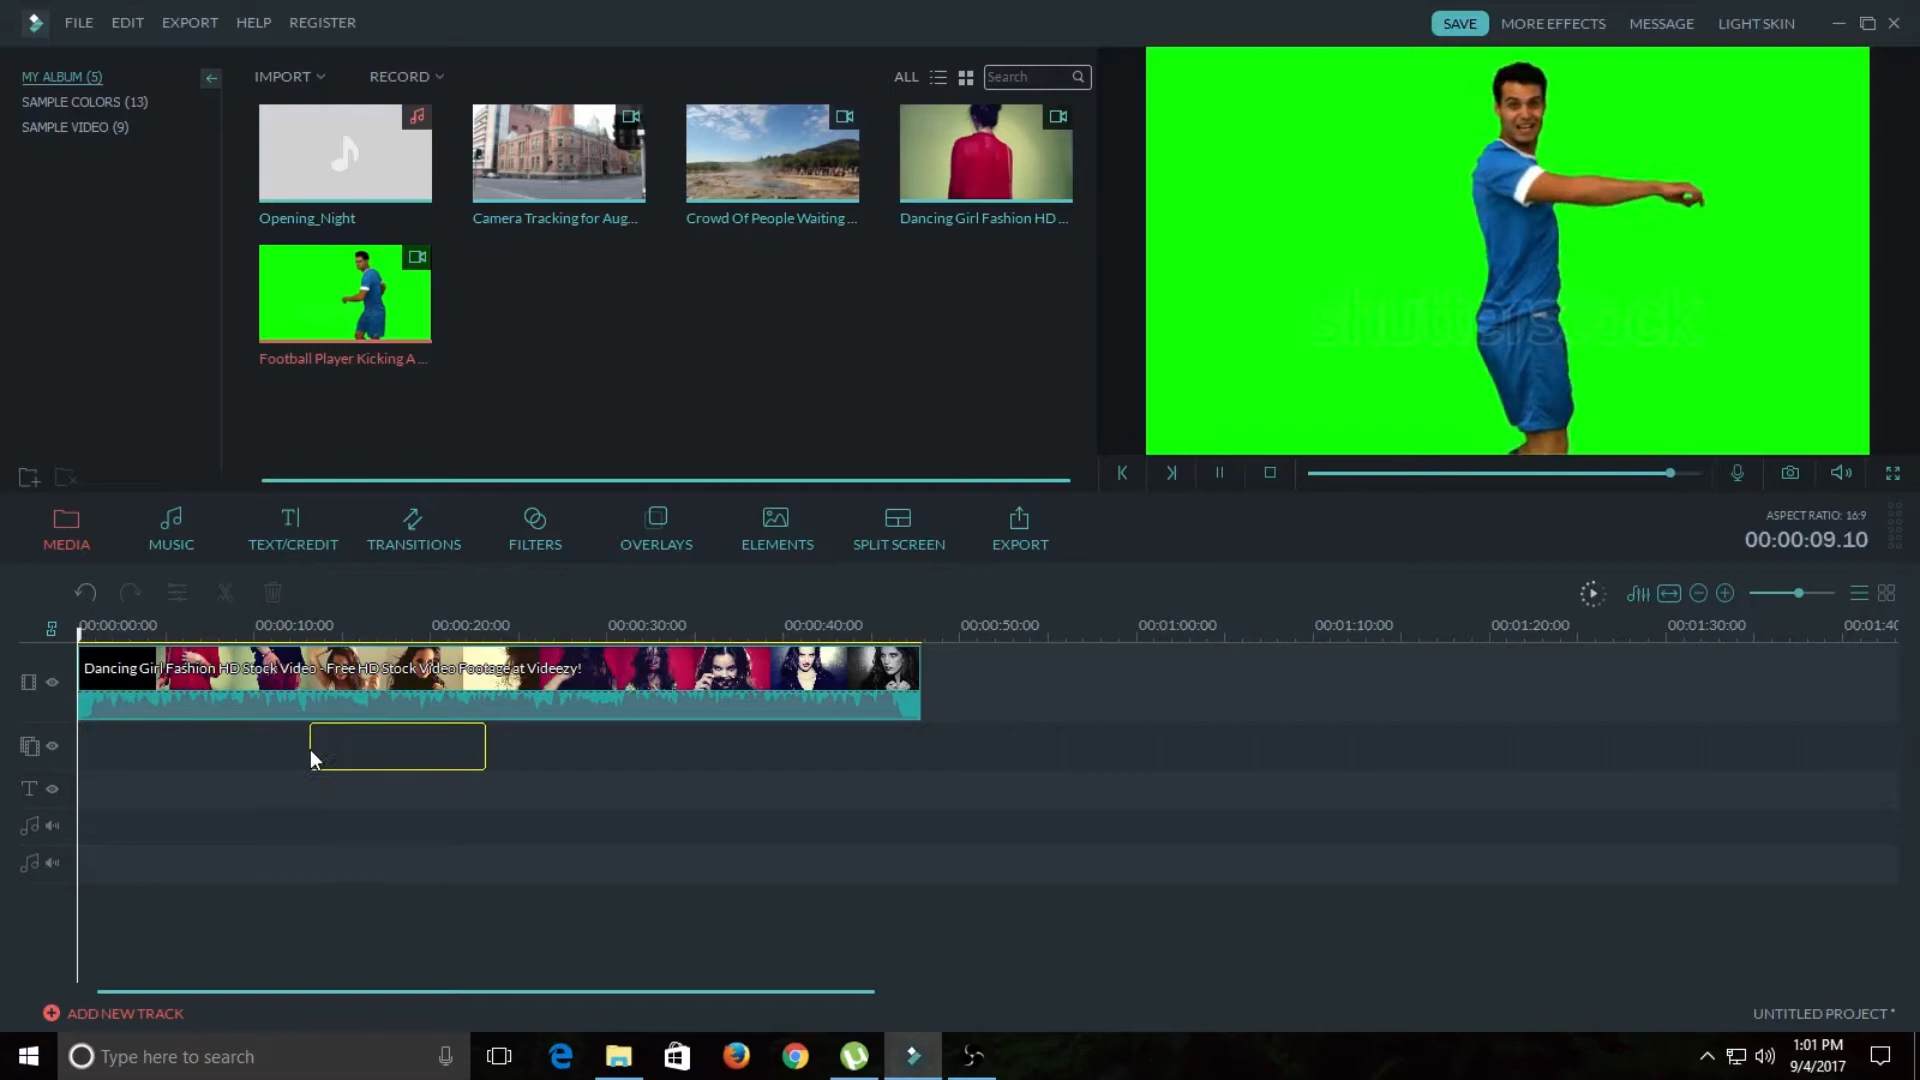 FILE EDIT EXPORT HELP REGISTER
SAVE MORE EFFECTS MESSAGE LIGHT SKIN
MY ALBUM (5)
SAMPLE COLORS (13)
SAMPLE VIDEO (9)
IMPORT RECORD ALL Search
Opening_Night
Camera Tracking for Aug...
Crowd Of People Waiting ...
Dancing Girl Fashion HD ...
Football Player Kicking A ...
shutterstock
MEDIA MUSIC TEXT/CREDIT TRANSITIONS FILTERS OVERLAYS ELEMENTS SPLIT SCREEN EXPORT
ASPECT RATIO: 16:9
00:00:09.10
00:00:00:00 00:00:10:00 00:00:20:00 00:00:30:00 00:00:40:00 00:00:50:00 00:01:00:00 00:01:10:00 00:01:20:00 00:01:30:00 00:01:40
Dancing Girl Fashion HD Stock Video - Free HD Stock Video Footage at Videezy!
ADD NEW TRACK
UNTITLED PROJECT *
Type here to search
1:01 PM
9/4/2017